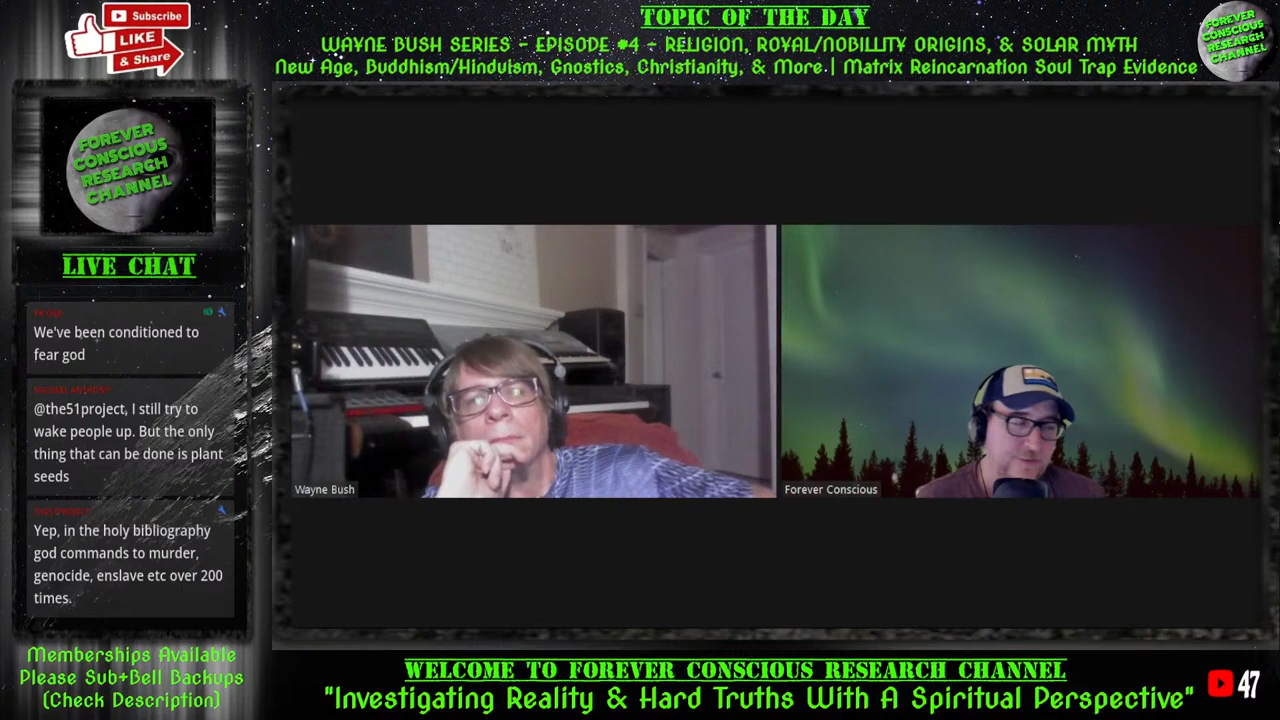 Subscribe
LIKE
& Share
TOPIC OF THE DAY
WAYNE BUSH SERIES - EPISODE #4 - RELIGION, ROYAL/NOBILLITY ORIGINS, & SOLAR MYTH
New Age, Buddhism/Hinduism, Gnostics, Christianity, & More | Matrix Reincarnation Soul Trap Evidence
FOREVER
CONSCIOUS
RESEARCH
CHANNEL
FOREVER
CONSCIOUS
RESEARCH
CHANNEL
LIVE CHAT
We've been conditioned to
fear god
MICHAEL ANTHONY
@the51project, I still try to
wake people up. But the only
thing that can be done is plant
seeds
Yep, in the holy bibliography
god commands to murder,
genocide, enslave etc over 200
times.
Wayne Bush
Forever Conscious
Memberships Available
Please Sub+Bell Backups
(Check Description)
WELCOME TO FOREVER CONSCIOUS RESEARCH CHANNEL
"Investigating Reality & Hard Truths With A Spiritual Perspective"
47